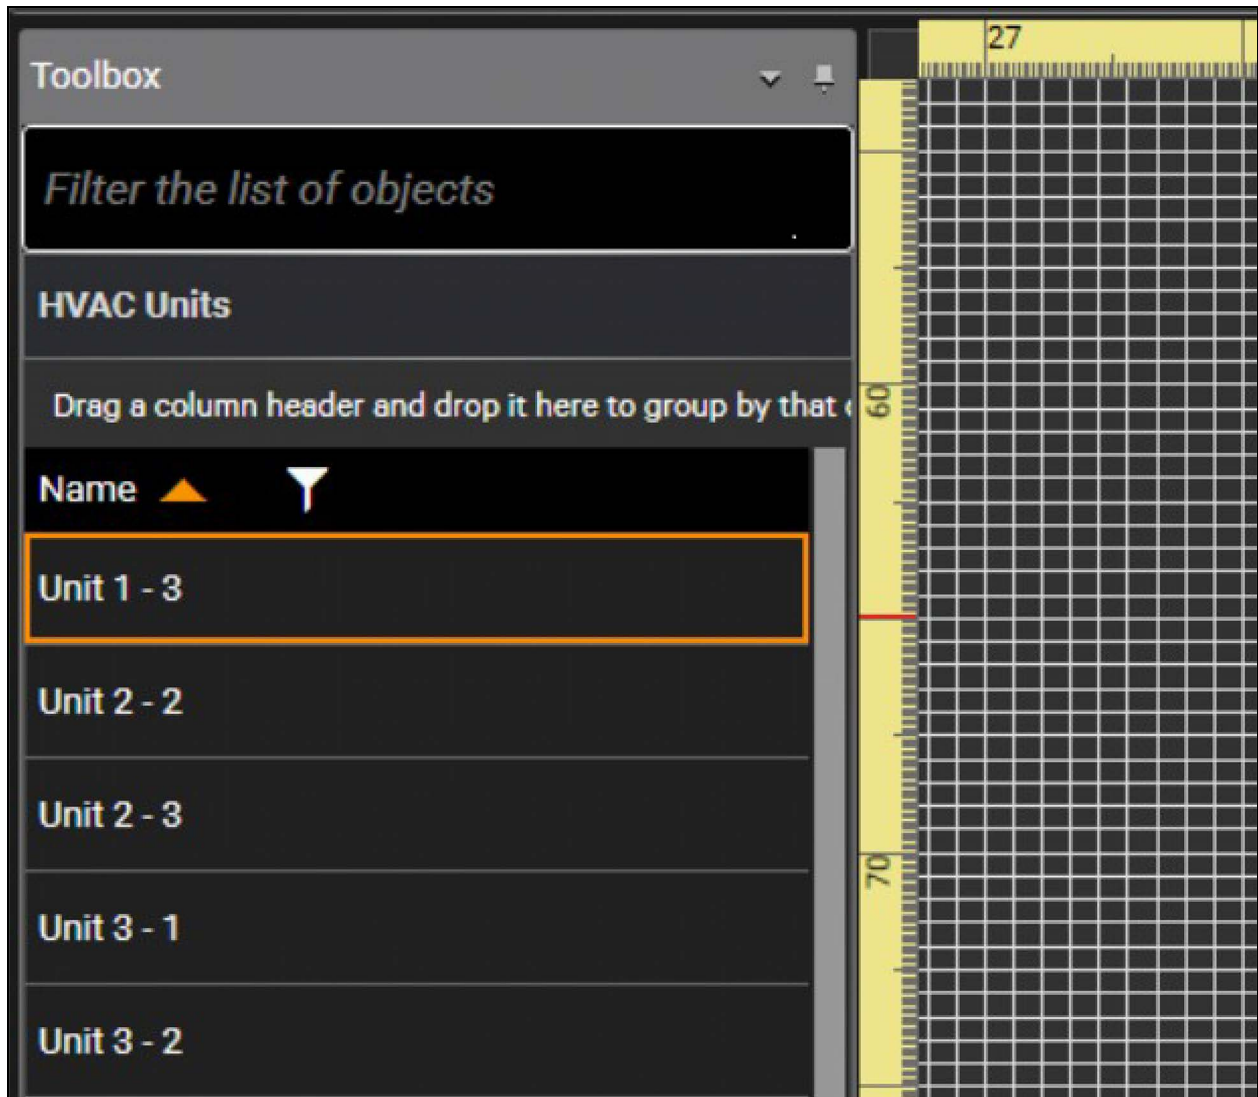 Toolbox
27
Filter the list of objects
HVAC Units
Drag a column header and drop it here to group by that
60
Name
Unit 1 - 3
Unit 2 - 2
Unit 2 - 3
70
Unit 3 - 1
Unit 3 - 2